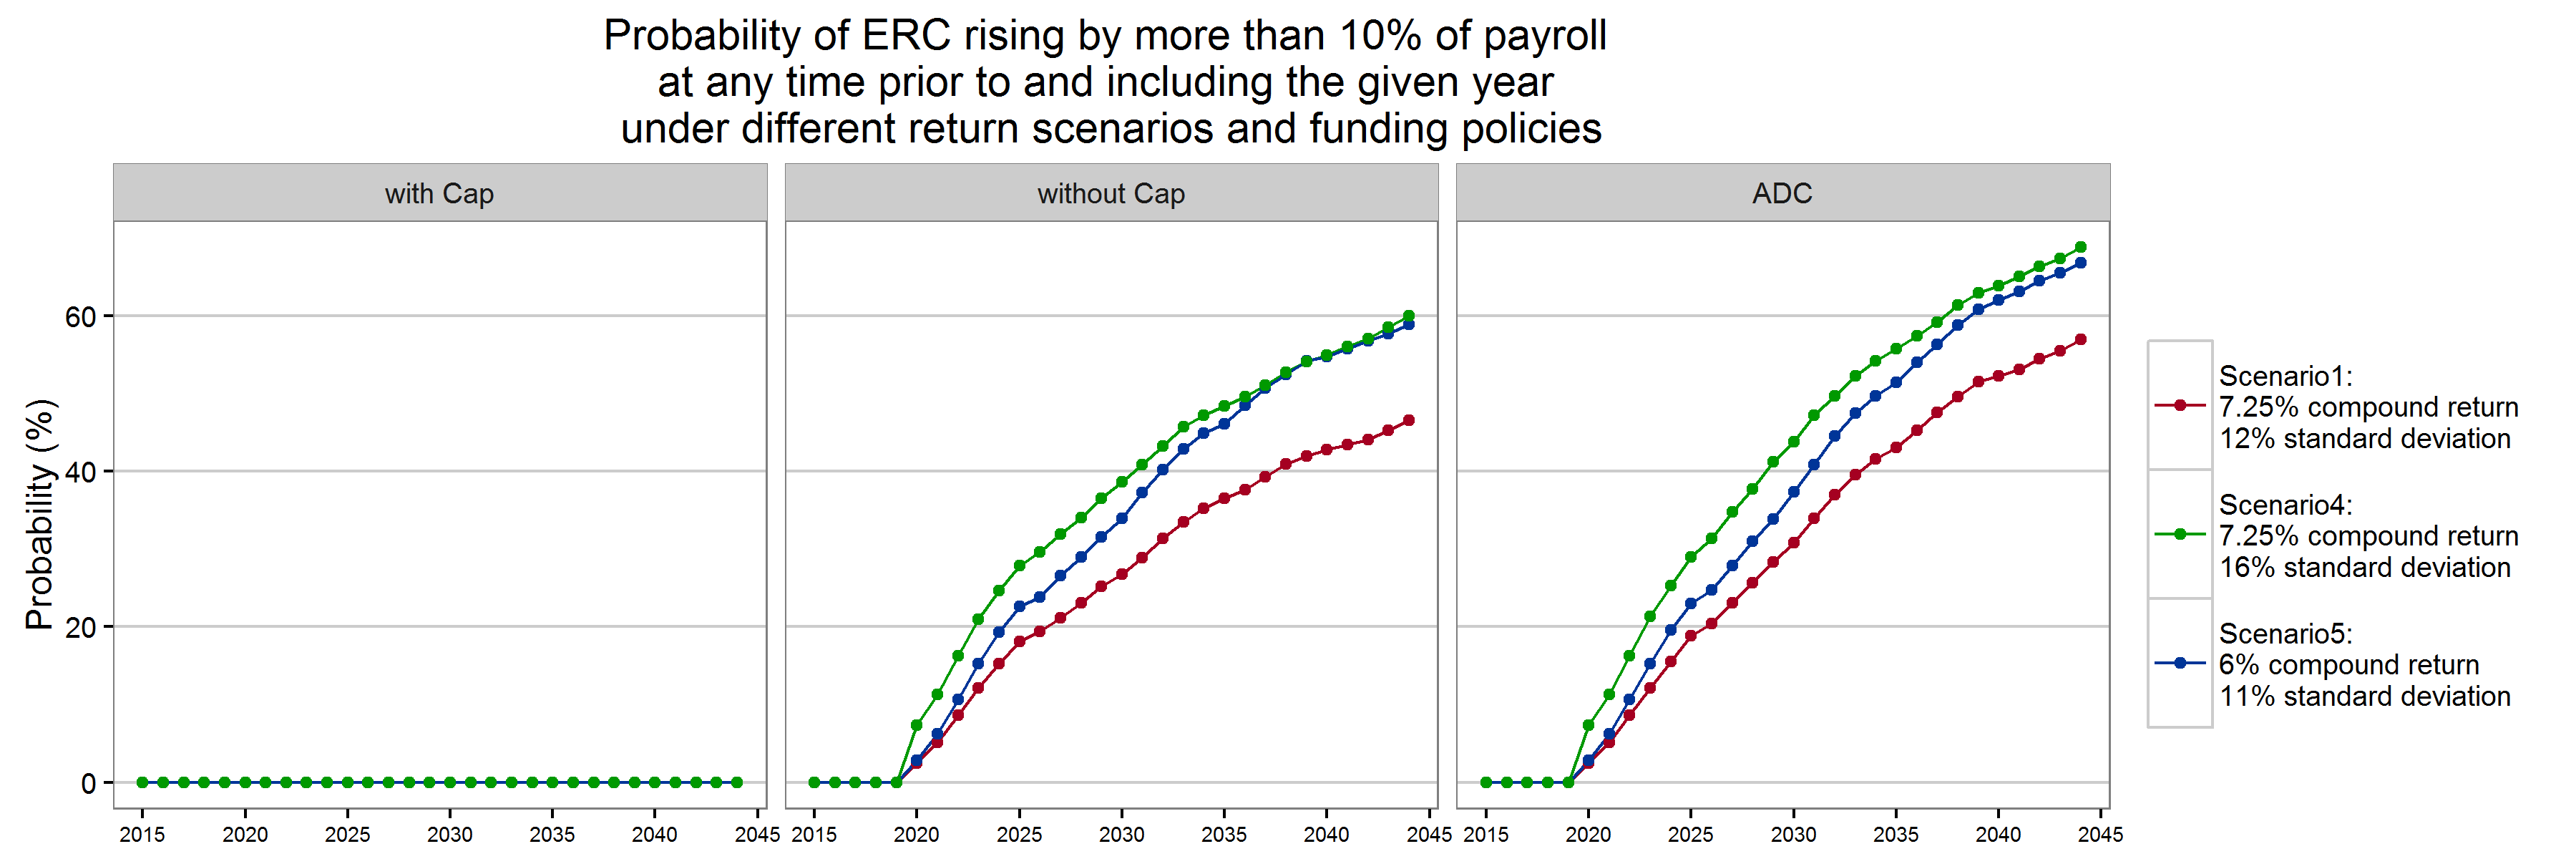 Probability of ERC rising by more than 10% of payroll
at any time prior to and including the given year
under different return scenarios and funding policies
with Cap
without Cap
ADC
Probability (%)
60
40
20
0
2015 2020 2025 2030 2035 2040 2045
2015 2020 2025 2030 2035 2040 2045
2015 2020 2025 2030 2035 2040 2045
Scenario1:
7.25% compound return
12% standard deviation
Scenario4:
7.25% compound return
16% standard deviation
Scenario5:
6% compound return
11% standard deviation